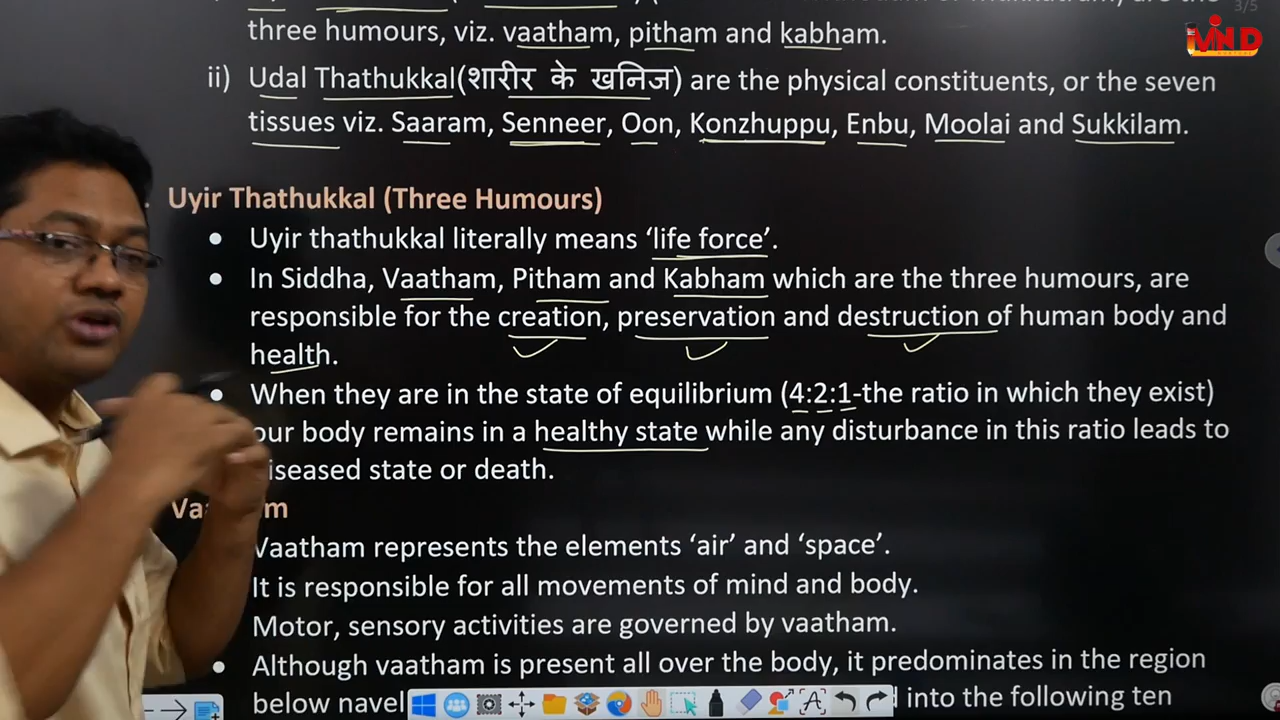 three humours, viz. vaatham, pitham and kabham.
3/5
MIND
ii) Udal Thathukkal(शारीर के खनिज) are the physical constituents, or the seven
tissues viz. Saaram, Senneer, Oon, Konzhuppu, Enbu, Moolai and Sukkilam.
Uyir Thathukkal (Three Humours)
• Uyir thathukkal literally means ‘life force’.
• In Siddha, Vaatham, Pitham and Kabham which are the three humours, are
responsible for the creation, preservation and destruction of human body and
health.
• When they are in the state of equilibrium (4:2:1-the ratio in which they exist)
our body remains in a healthy state while any disturbance in this ratio leads to
iseased state or death.
Vaatham represents the elements ‘air’ and ‘space’.
It is responsible for all movements of mind and body.
Motor, sensory activities are governed by vaatham.
• Although vaatham is present all over the body, it predominates in the region
below navel
into the following ten